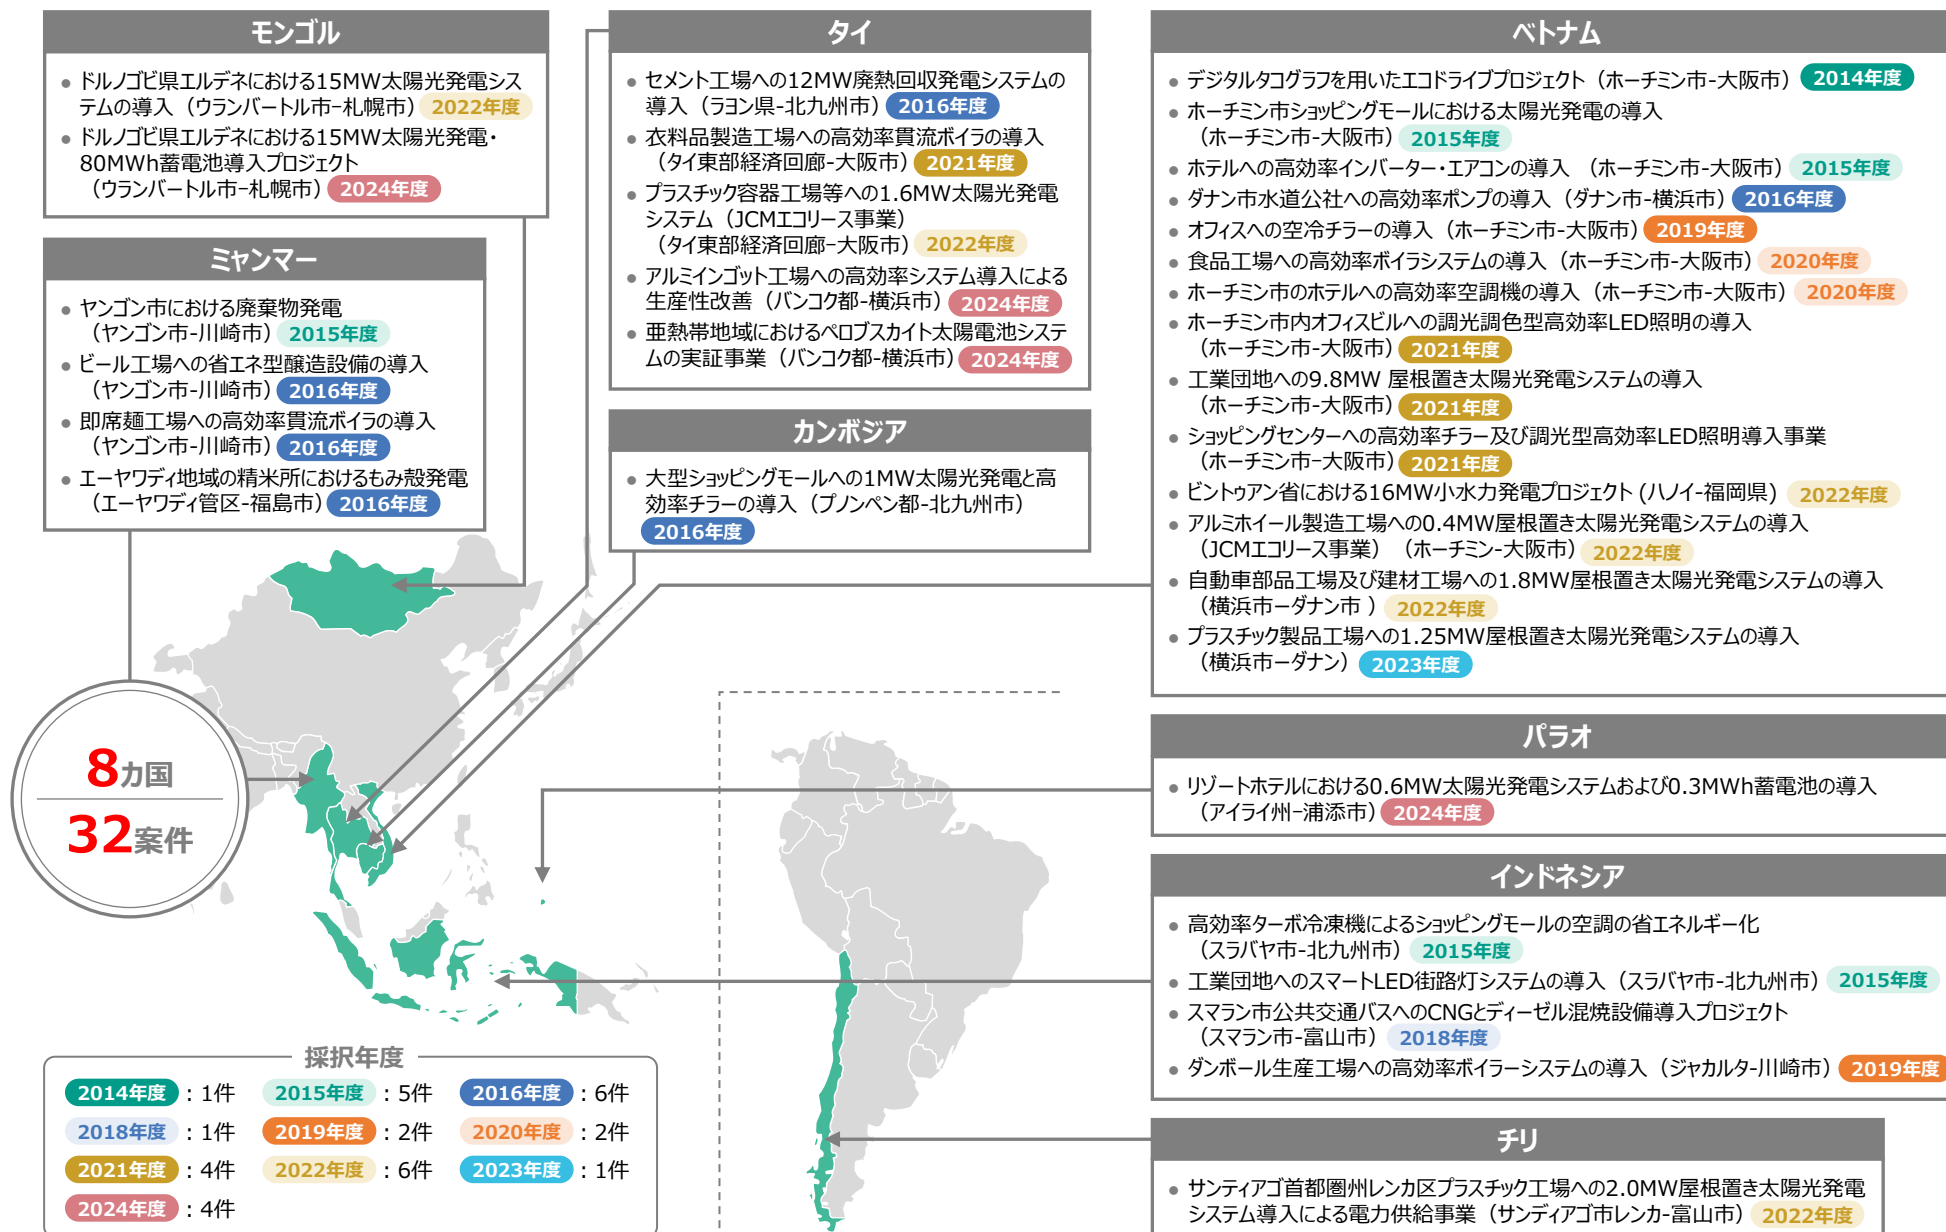 モンゴル
ドルノゴビ県エルデネにおける15MW太陽光発電シス
テムの導入（ウランバートル市-札幌市） 2022年度
ドルノゴビ県エルデネにおける15MW太陽光発電・
80MWh蓄電池導入プロジェクト
（ウランバートル市-札幌市） 2024年度
ミャンマー
ヤンゴン市における廃棄物発電
（ヤンゴン市-川崎市） 2015年度
ビール工場への省エネ型醸造設備の導入
（ヤンゴン市-川崎市） 2016年度
即席麺工場への高効率貫流ボイラの導入
（ヤンゴン市-川崎市） 2016年度
エーヤワディ地域の精米所におけるもみ殻発電
（エーヤワディ管区-福島市） 2016年度
タイ
セメント工場への12MW廃熱回収発電システムの
導入（ラヨン県-北九州市） 2016年度
衣料品製造工場への高効率貫流ボイラの導入
（タイ東部経済回廊-大阪市） 2021年度
プラスチック容器工場等への1.6MW太陽光発電
システム（JCMエコリース事業）
（タイ東部経済回廊-大阪市） 2022年度
アルミインゴット工場への高効率システム導入による
生産性改善（バンコク都-横浜市） 2024年度
亜熱帯地域におけるペロブスカイト太陽電池システ
ムの実証事業（バンコク都-横浜市） 2024年度
カンボジア
大型ショッピングモールへの1MW太陽光発電と高
効率チラーの導入（プノンペン都-北九州市）
2016年度
ベトナム
デジタルタコグラフを用いたエコドライブプロジェクト（ホーチミン市-大阪市） 2014年度
ホーチミン市ショッピングモールにおける太陽光発電の導入
（ホーチミン市-大阪市） 2015年度
ホテルへの高効率インバーター・エアコンの導入 （ホーチミン市-大阪市） 2015年度
ダナン市水道公社への高効率ポンプの導入（ダナン市-横浜市） 2016年度
オフィスへの空冷チラーの導入（ホーチミン市-大阪市） 2019年度
食品工場への高効率ボイラシステムの導入（ホーチミン市-大阪市） 2020年度
ホーチミン市のホテルへの高効率空調機の導入（ホーチミン市-大阪市） 2020年度
ホーチミン市内オフィスビルへの調光調色型高効率LED照明の導入
（ホーチミン市-大阪市） 2021年度
工業団地への9.8MW 屋根置き太陽光発電システムの導入
（ホーチミン市-大阪市） 2021年度
ショッピングセンターへの高効率チラー及び調光型高効率LED照明導入事業
（ホーチミン市-大阪市） 2021年度
ビントゥアン省における16MW小水力発電プロジェクト (ハノイ-福岡県) 2022年度
アルミホイール製造工場への0.4MW屋根置き太陽光発電システムの導入
（JCMエコリース事業） （ホーチミン-大阪市） 2022年度
自動車部品工場及び建材工場への1.8MW屋根置き太陽光発電システムの導入
（横浜市ーダナン市 ） 2022年度
プラスチック製品工場への1.25MW屋根置き太陽光発電システムの導入
（横浜市ーダナン） 2023年度
8カ国
32案件
パラオ
リゾートホテルにおける0.6MW太陽光発電システムおよび0.3MWh蓄電池の導入
（アイライ州-浦添市） 2024年度
インドネシア
高効率ターボ冷凍機によるショッピングモールの空調の省エネルギー化
（スラバヤ市-北九州市） 2015年度
工業団地へのスマートLED街路灯システムの導入（スラバヤ市-北九州市） 2015年度
スマラン市公共交通バスへのCNGとディーゼル混焼設備導入プロジェクト
（スマラン市-富山市） 2018年度
ダンボール生産工場への高効率ボイラーシステムの導入（ジャカルタ-川崎市） 2019年度
チリ
サンティアゴ首都圏州レンカ区プラスチック工場への2.0MW屋根置き太陽光発電
システム導入による電力供給事業（サンディアゴ市レンカ-富山市） 2022年度
採択年度
2014年度：1件 2015年度：5件 2016年度：6件
2018年度：1件 2019年度：2件 2020年度：2件
2021年度：4件 2022年度：6件 2023年度：1件
2024年度：4件